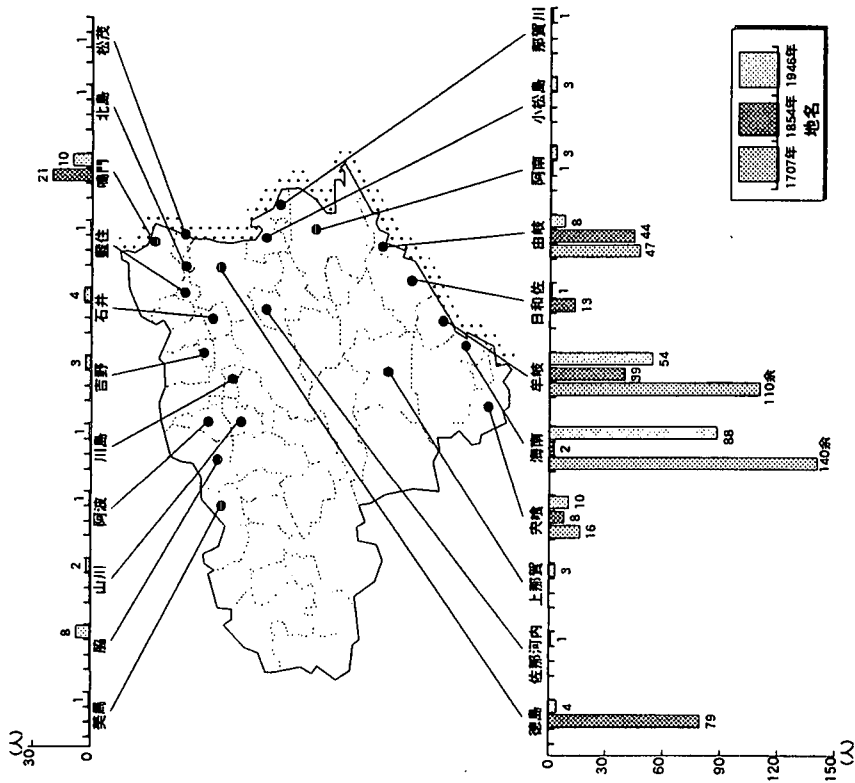 (人)
30
0
1
8
2
1
1
3
4
1
21
10
1
1
美馬
脇
山川
阿波
川島
吉野
石井
藍住
鳴門
北島
松茂
徳島
佐那河内
上那賀
宍喰
海南
牟岐
日和佐
由岐
阿南
小松島
那賀川
0
30
60
90
120
150
(人)
79
4
1
3
16
8
10
140余
2
88
110余
39
54
13
1
47
44
8
1
3
3
1
1707年 1854年 1946年
地名